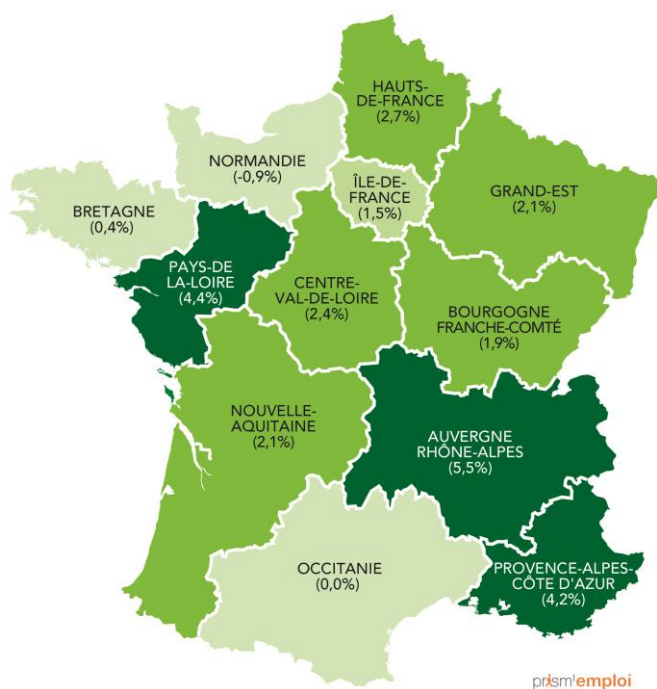 HAUTS-
DE-FRANCE
(2,7%)
NORMANDIE
(-0,9%)
ÎLE-DE-
FRANCE
(1,5%)
GRAND-EST
(2,1%)
BRETAGNE
(0,4%)
PAYS-DE
LA-LOIRE
(4,4%)
CENTRE-
VAL-DE-LOIRE
(2,4%)
BOURGOGNE
FRANCHE-COMTÉ
(1,9%)
NOUVELLE-
AQUITAINE
(2,1%)
AUVERGNE
RHÔNE-ALPES
(5,5%)
OCCITANIE
(0,0%)
PROVENCE-ALPES-
CÔTE D'AZUR
(4,2%)
prism'emploi